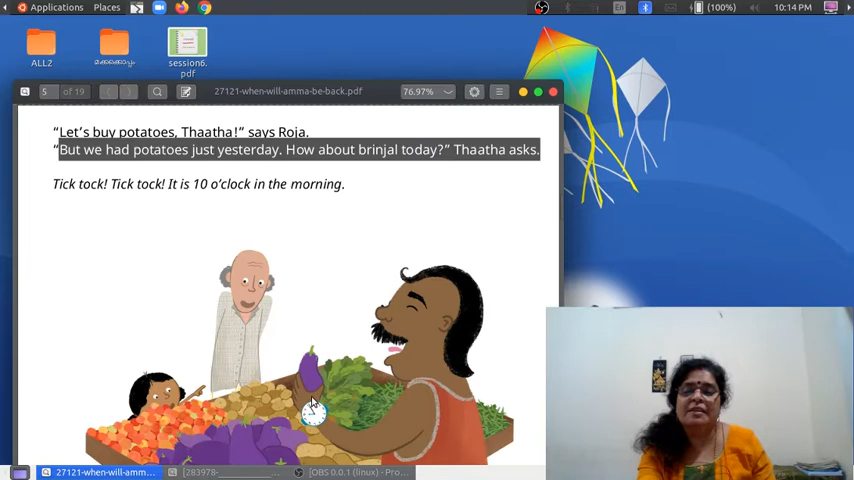 Applications Places En (100%) 10:14 PM
ALL2
മക്കക്കൊപ്പം
session6.
pdf
5 of 19 27121-when-will-amma-be-back.pdf 76.97%
“Let’s buy potatoes, Thaatha!” says Roja.
“But we had potatoes just yesterday. How about brinjal today?” Thaatha asks.
Tick tock! Tick tock! It is 10 o’clock in the morning.
27121-when-will-amm... [283978-____________... [OBS 0.0.1 (linux) - Pro...